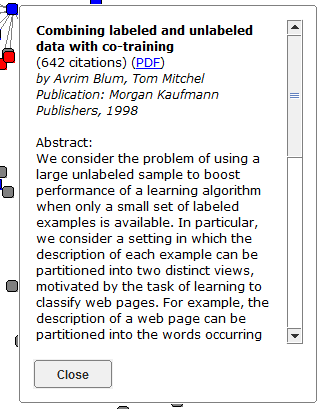 Combining labeled and unlabeled
data with co-training
(642 citations) (PDF)
by Avrim Blum, Tom Mitchel
Publication: Morgan Kaufmann
Publishers, 1998
Abstract:
We consider the problem of using a
large unlabeled sample to boost
performance of a learning algorithm
when only a small set of labeled
examples is available. In particular,
we consider a setting in which the
description of each example can be
partitioned into two distinct views,
motivated by the task of learning to
classify web pages. For example, the
description of a web page can be
partitioned into the words occurring
Close